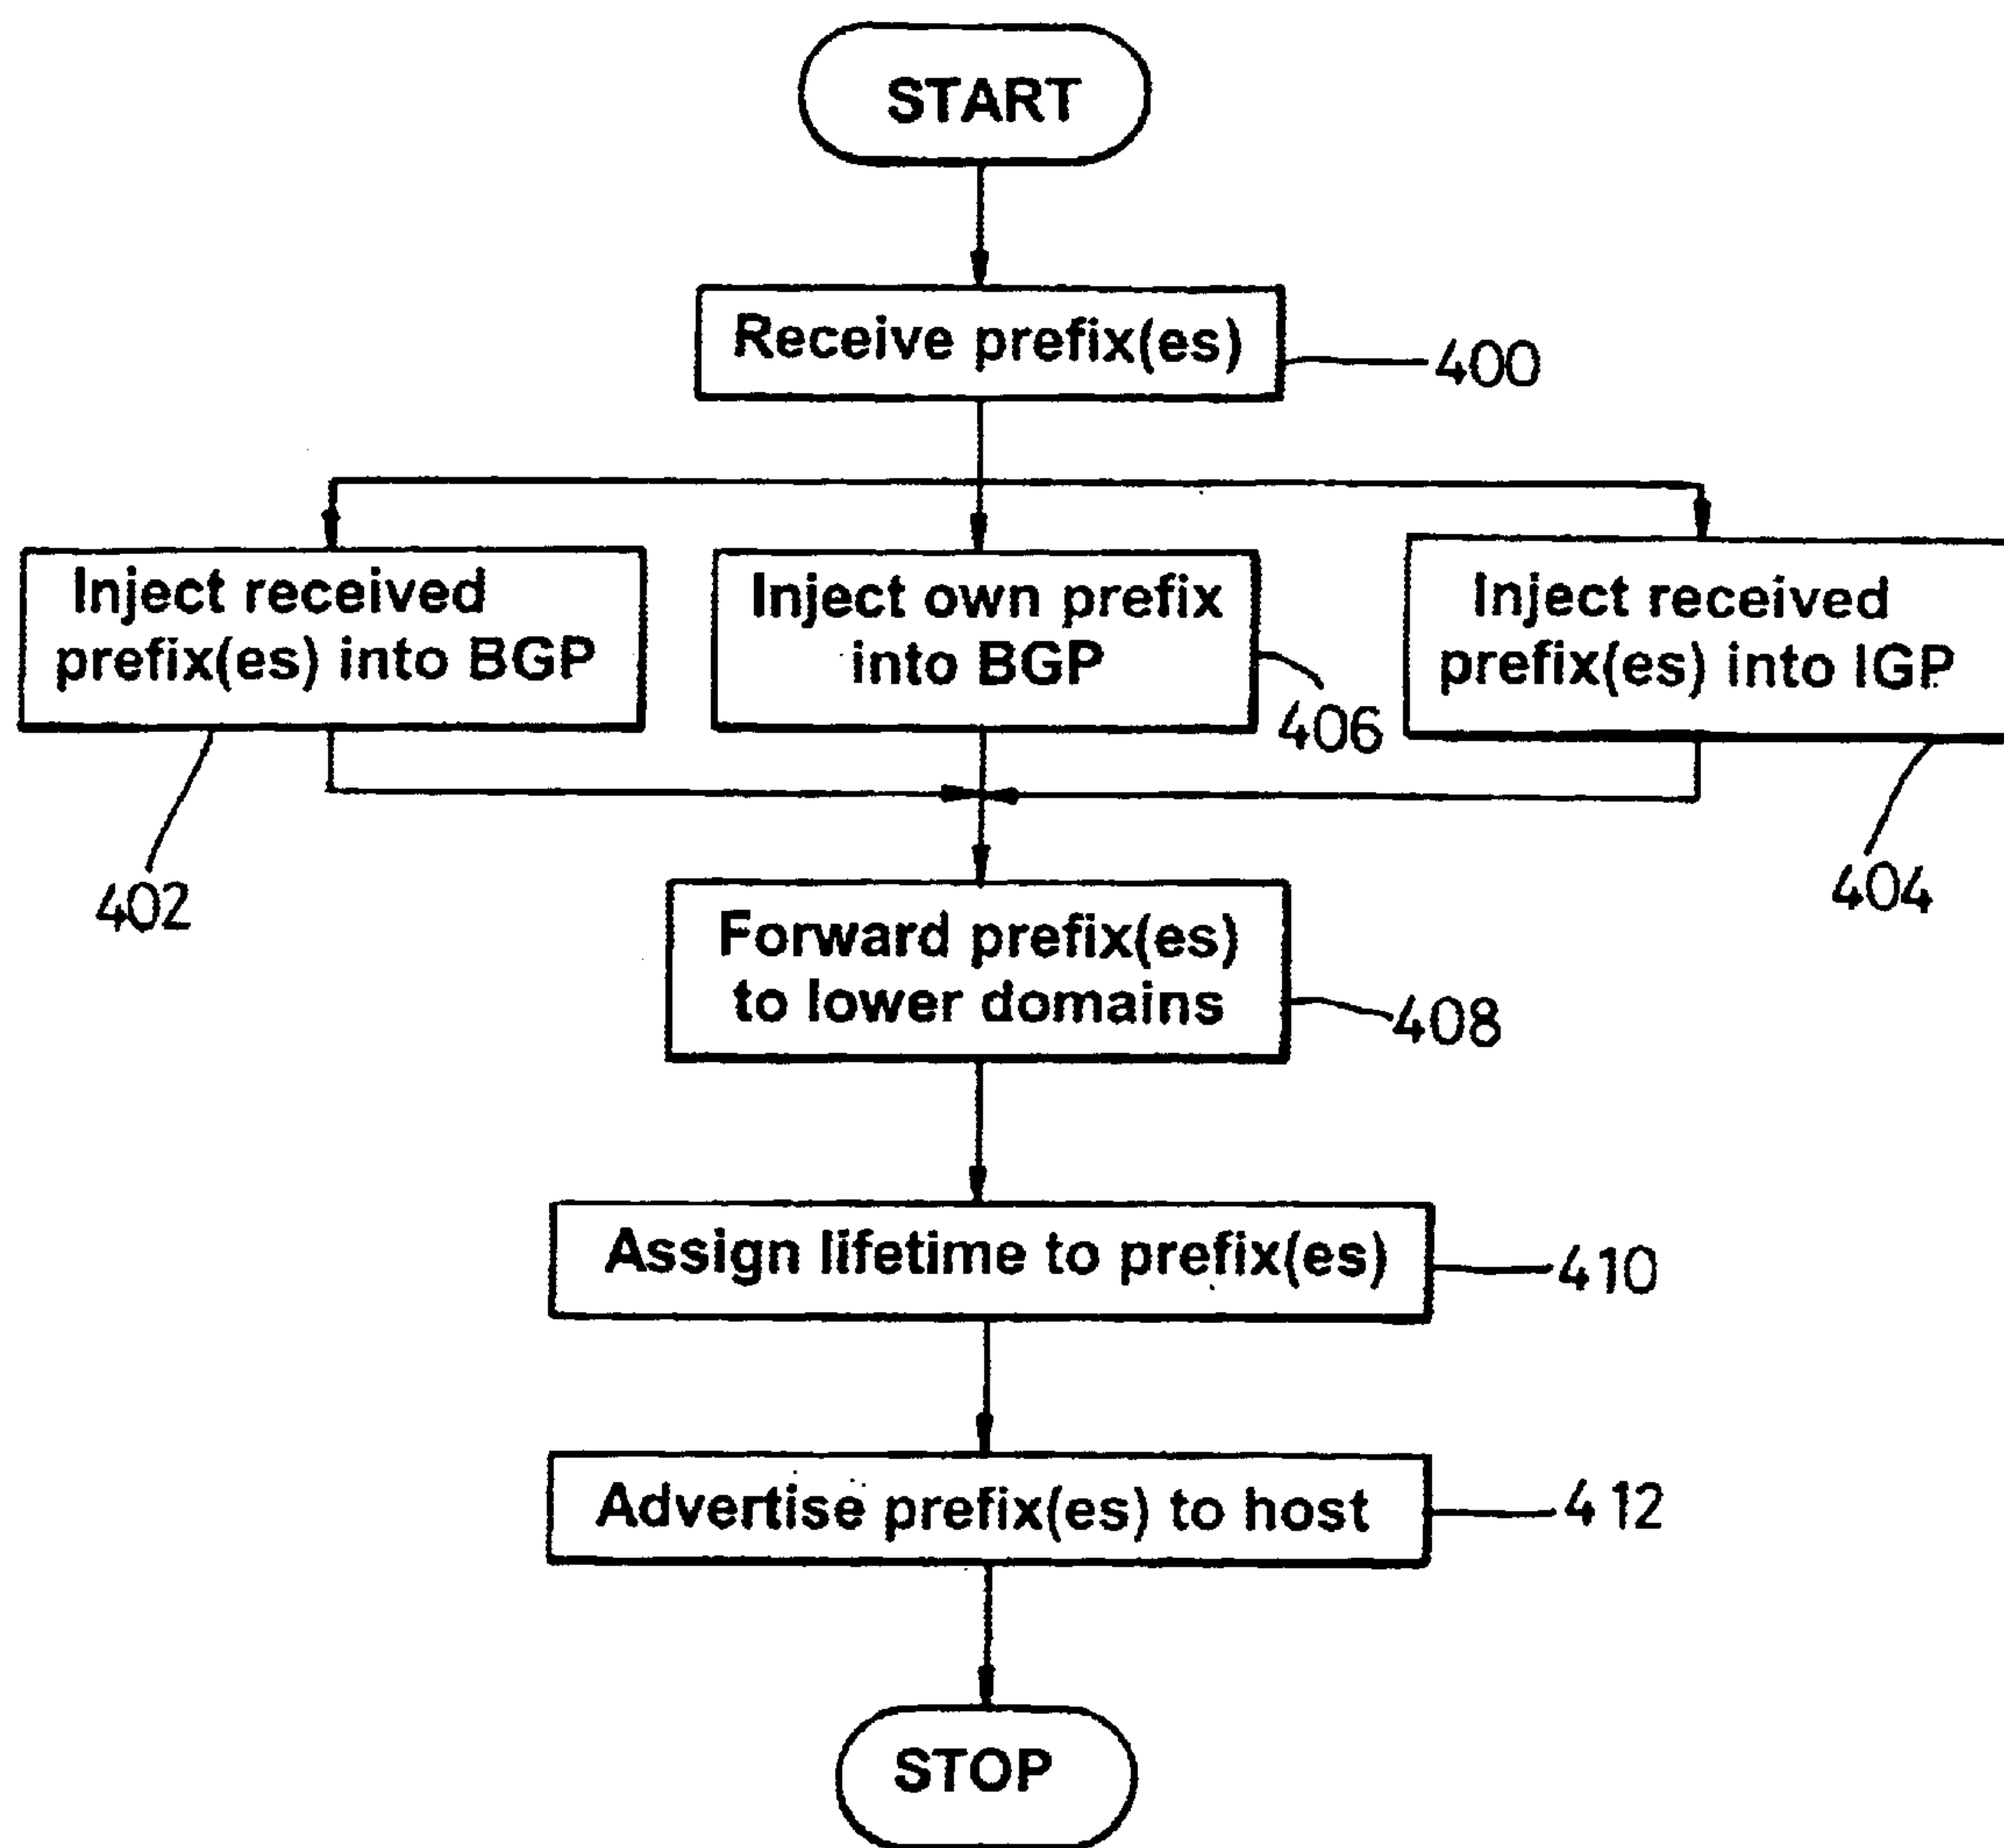 START
Receive prefix(es)
400
Inject received
prefix(es) into BGP
402
Inject own prefix
into BGP
406
Inject received
prefix(es) into IGP
404
Forward prefix(es)
to lower domains
408
Assign lifetime to prefix(es)
410
Advertise prefix(es) to host
412
STOP